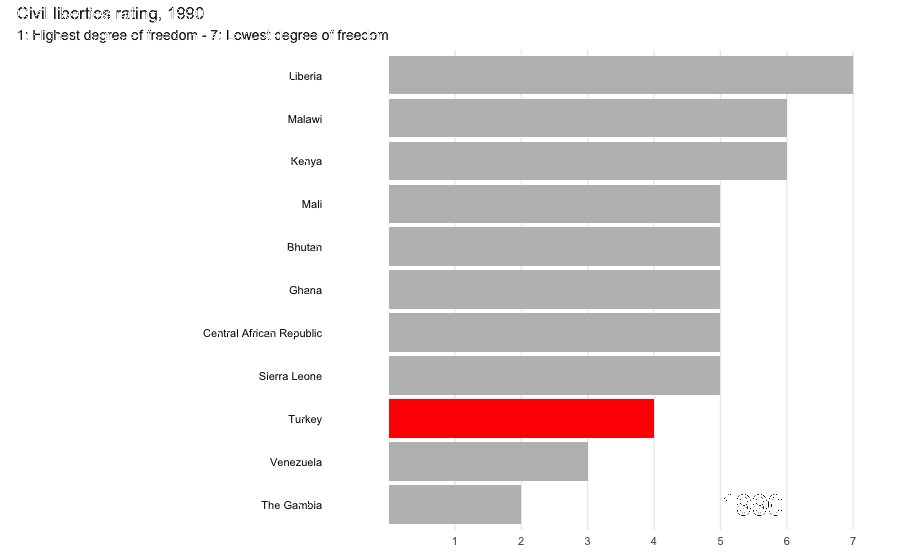 Civil liberties rating, 1990
1: Highest degree of freedom - 7: Lowest degree of freedom
Liberia
Malawi
Kenya
Mali
Bhutan
Ghana
Central African Republic
Sierra Leone
Turkey
Venezuela
The Gambia
1990
1 2 3 4 5 6 7